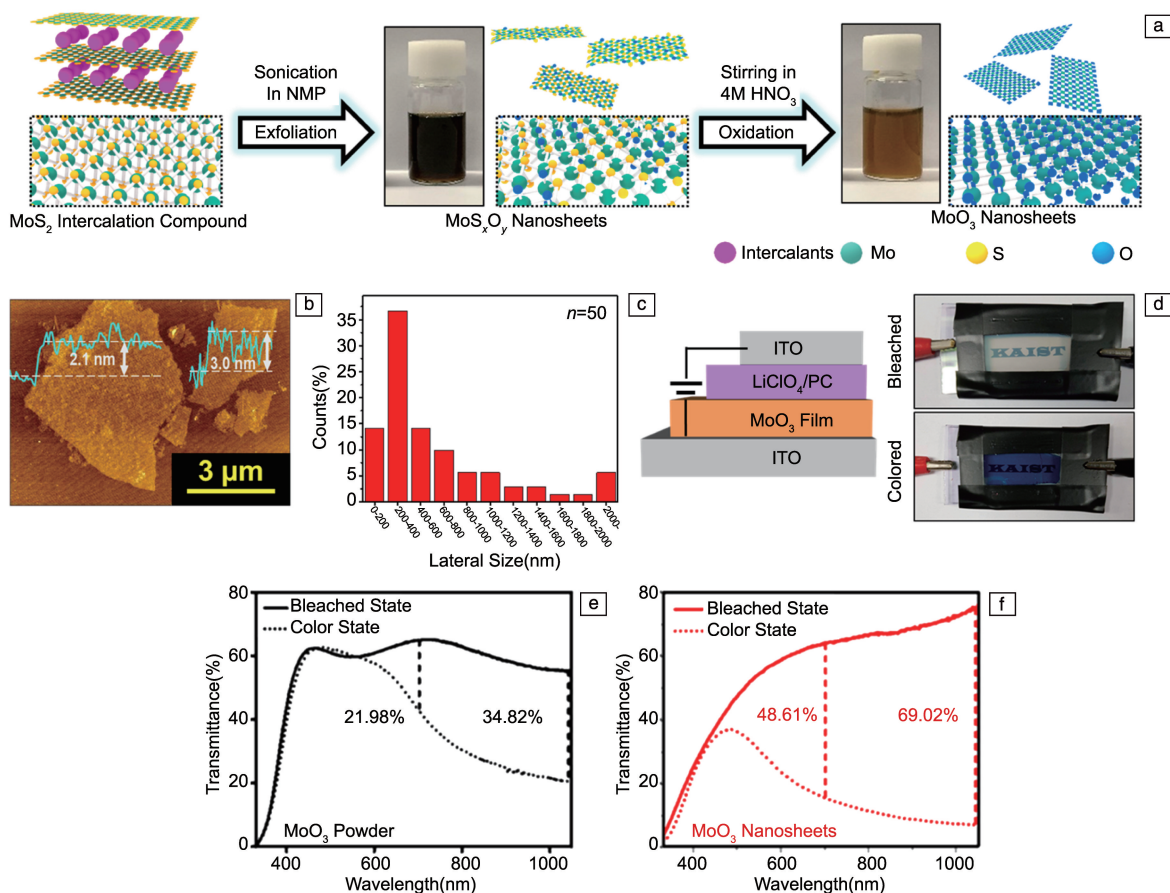 a
Sonication
In NMP
Exfoliation
Stirring in
4M HNO₃
Oxidation
MoS₂ Intercalation Compound
MoSₓOᵧ Nanosheets
MoO₃ Nanosheets
Intercalants
Mo
S
O
b
2.1 nm
3.0 nm
3 μm
c
n=50
Counts(%)
35
30
25
20
15
10
5
0
0-200
200-400
400-600
600-800
800-1000
1000-1200
1200-1400
1400-1600
1600-1800
1800-2000
2000-
Lateral Size(nm)
ITO
LiClO₄/PC
MoO₃ Film
ITO
d
Bleached
KAIST
Colored
KAIST
e
Bleached State
Color State
21.98%
34.82%
MoO₃ Powder
Transmittance(%)
80
60
40
20
0
400
600
800
1000
Wavelength(nm)
f
Bleached State
Color State
48.61%
69.02%
MoO₃ Nanosheets
Transmittance(%)
80
60
40
20
0
400
600
800
1000
Wavelength(nm)